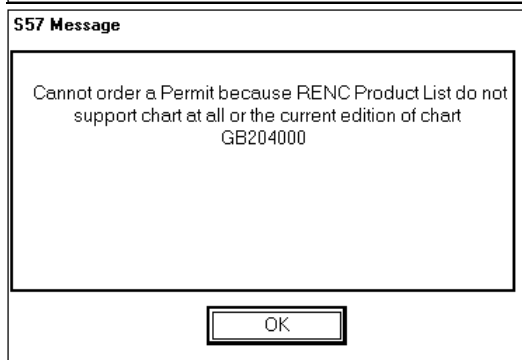 S57 Message
Cannot order a Permit because RENC Product List do not
support chart at all or the current edition of chart
GB204000
OK